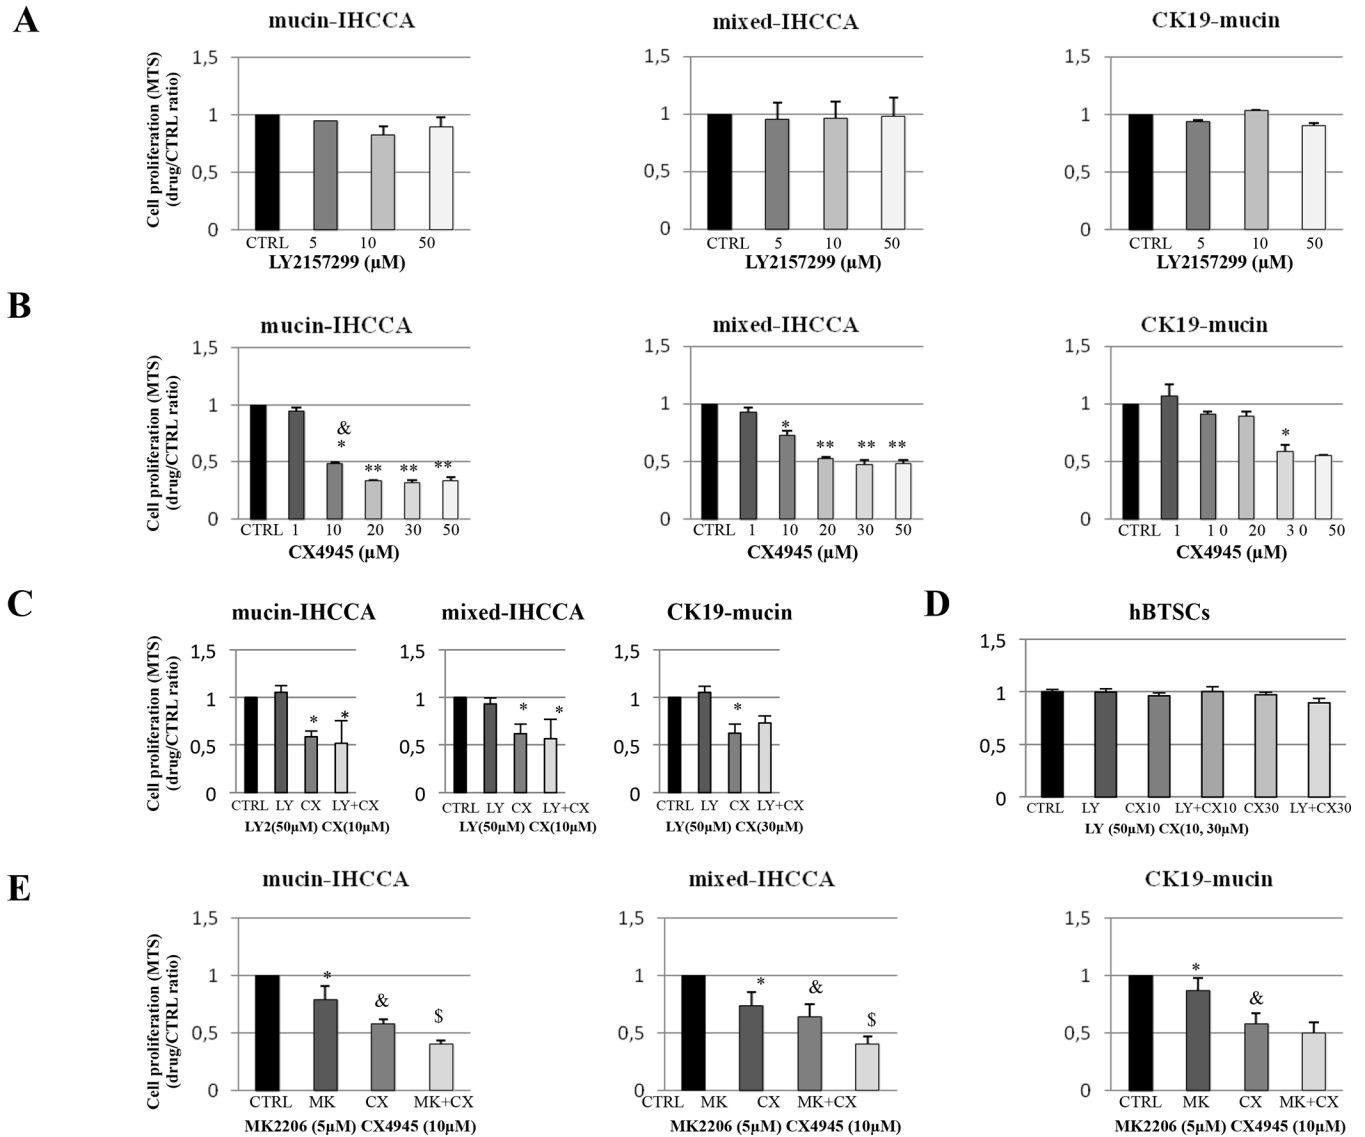 A
mucin-IHCCA
mixed-IHCCA
CK19-mucin
Cell proliferation (MTS)
(drug/CTRL ratio)
1,5
1
0,5
0
1,5
1
0,5
0
1,5
1
0,5
0
CTRL 5 10 50
CTRL 5 10 50
CTRL 5 10 50
LY2157299 (μM)
LY2157299 (μM)
LY2157299 (μM)
B
mucin-IHCCA
mixed-IHCCA
CK19-mucin
Cell proliferation (MTS)
(drug/CTRL ratio)
1,5
1
0,5
0
&
*
** ** **
1,5
1
0,5
0
*
** ** **
1,5
1
0,5
0
*
CTRL 1 10 20 30 50
CTRL 1 10 20 30 50
CTRL 1 1 0 20 3 0 50
CX4945 (μM)
CX4945 (μM)
CX4945 (μM)
C
mucin-IHCCA
mixed-IHCCA
CK19-mucin
Cell proliferation (MTS)
(drug/CTRL ratio)
1,5
1
0,5
0
* *
1,5
1
0,5
0
* *
1,5
1
0,5
0
*
CTRL LY CX LY+CX
CTRL LY CX LY+CX
CTRL LY CX LY+CX
LY2(50μM) CX(10μM)
LY(50μM) CX(10μM)
LY(50μM) CX(30μM)
D
hBTSCs
1,5
1
0,5
0
CTRL LY CX10 LY+CX10 CX30 LY+CX30
LY (50μM) CX(10, 30μM)
E
mucin-IHCCA
mixed-IHCCA
CK19-mucin
Cell proliferation (MTS)
(drug/CTRL ratio)
1,5
1
0,5
0
* & $
1,5
1
0,5
0
* & $
1,5
1
0,5
0
* &
CTRL MK CX MK+CX
CTRL MK CX MK+CX
CTRL MK CX MK+CX
MK2206 (5μM) CX4945 (10μM)
MK2206 (5μM) CX4945 (10μM)
MK2206 (5μM) CX4945 (10μM)